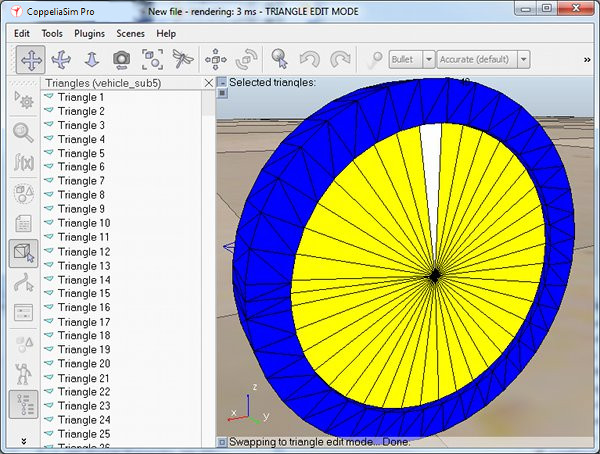 CoppeliaSim Pro
New file - rendering: 3 ms - TRIANGLE EDIT MODE
Edit Tools Plugins Scenes Help
Bullet Accurate (default) »
f(x)
Triangles (vehicle_sub5)
Triangle 1
Triangle 2
Triangle 3
Triangle 4
Triangle 5
Triangle 6
Triangle 7
Triangle 8
Triangle 9
Triangle 10
Triangle 11
Triangle 12
Triangle 13
Triangle 14
Triangle 15
Triangle 16
Triangle 17
Triangle 18
Triangle 19
Triangle 20
Triangle 21
Triangle 22
Triangle 23
Triangle 24
Triangle 25
Triangle 26
Selected triangles:
z
x
y
Swapping to triangle edit mode... Done.